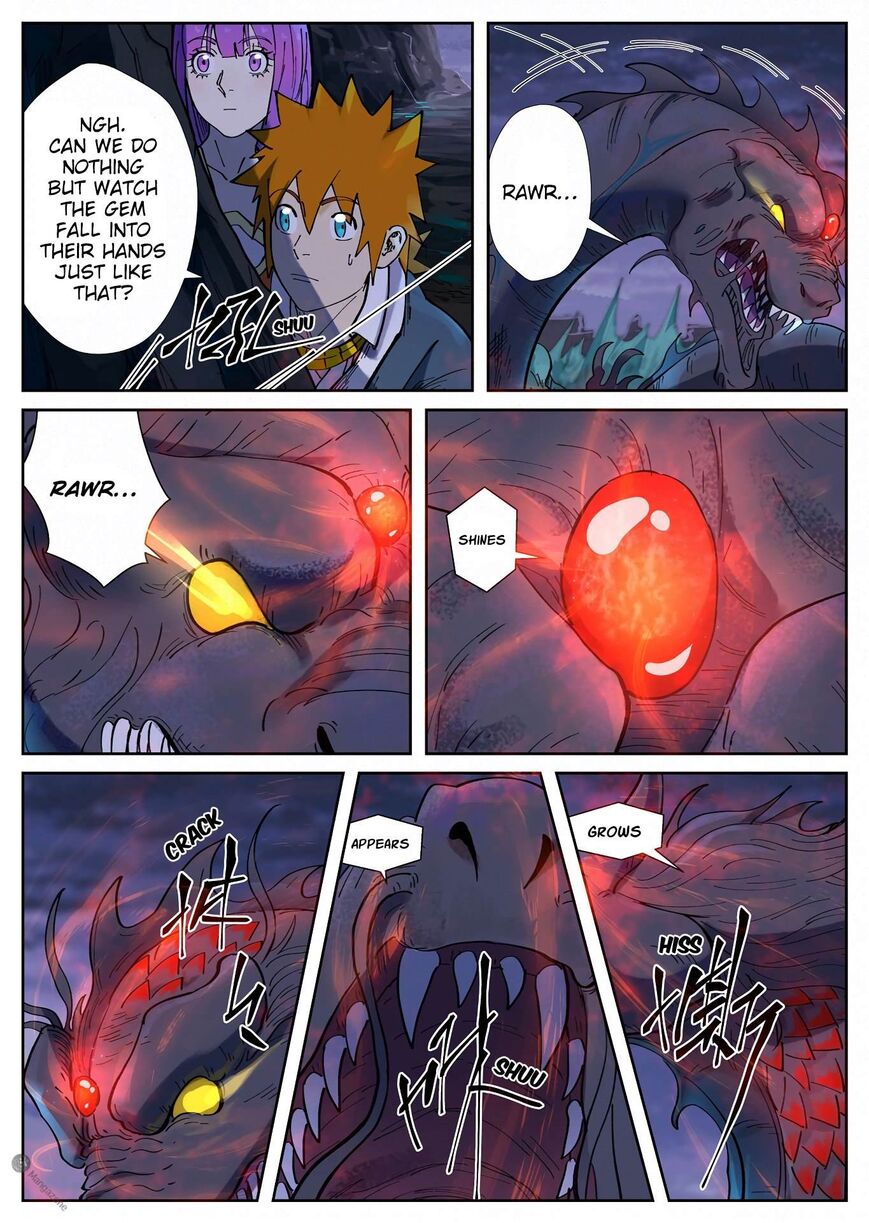 NGH.
CAN WE DO
NOTHING
BUT WATCH
THE GEM
FALL INTO
THEIR HANDS
JUST LIKE
THAT?
SHUU
RAWR...
RAWR...
SHINES
CRACK
APPEARS
SHUU
GROWS
HISS
Mangazone